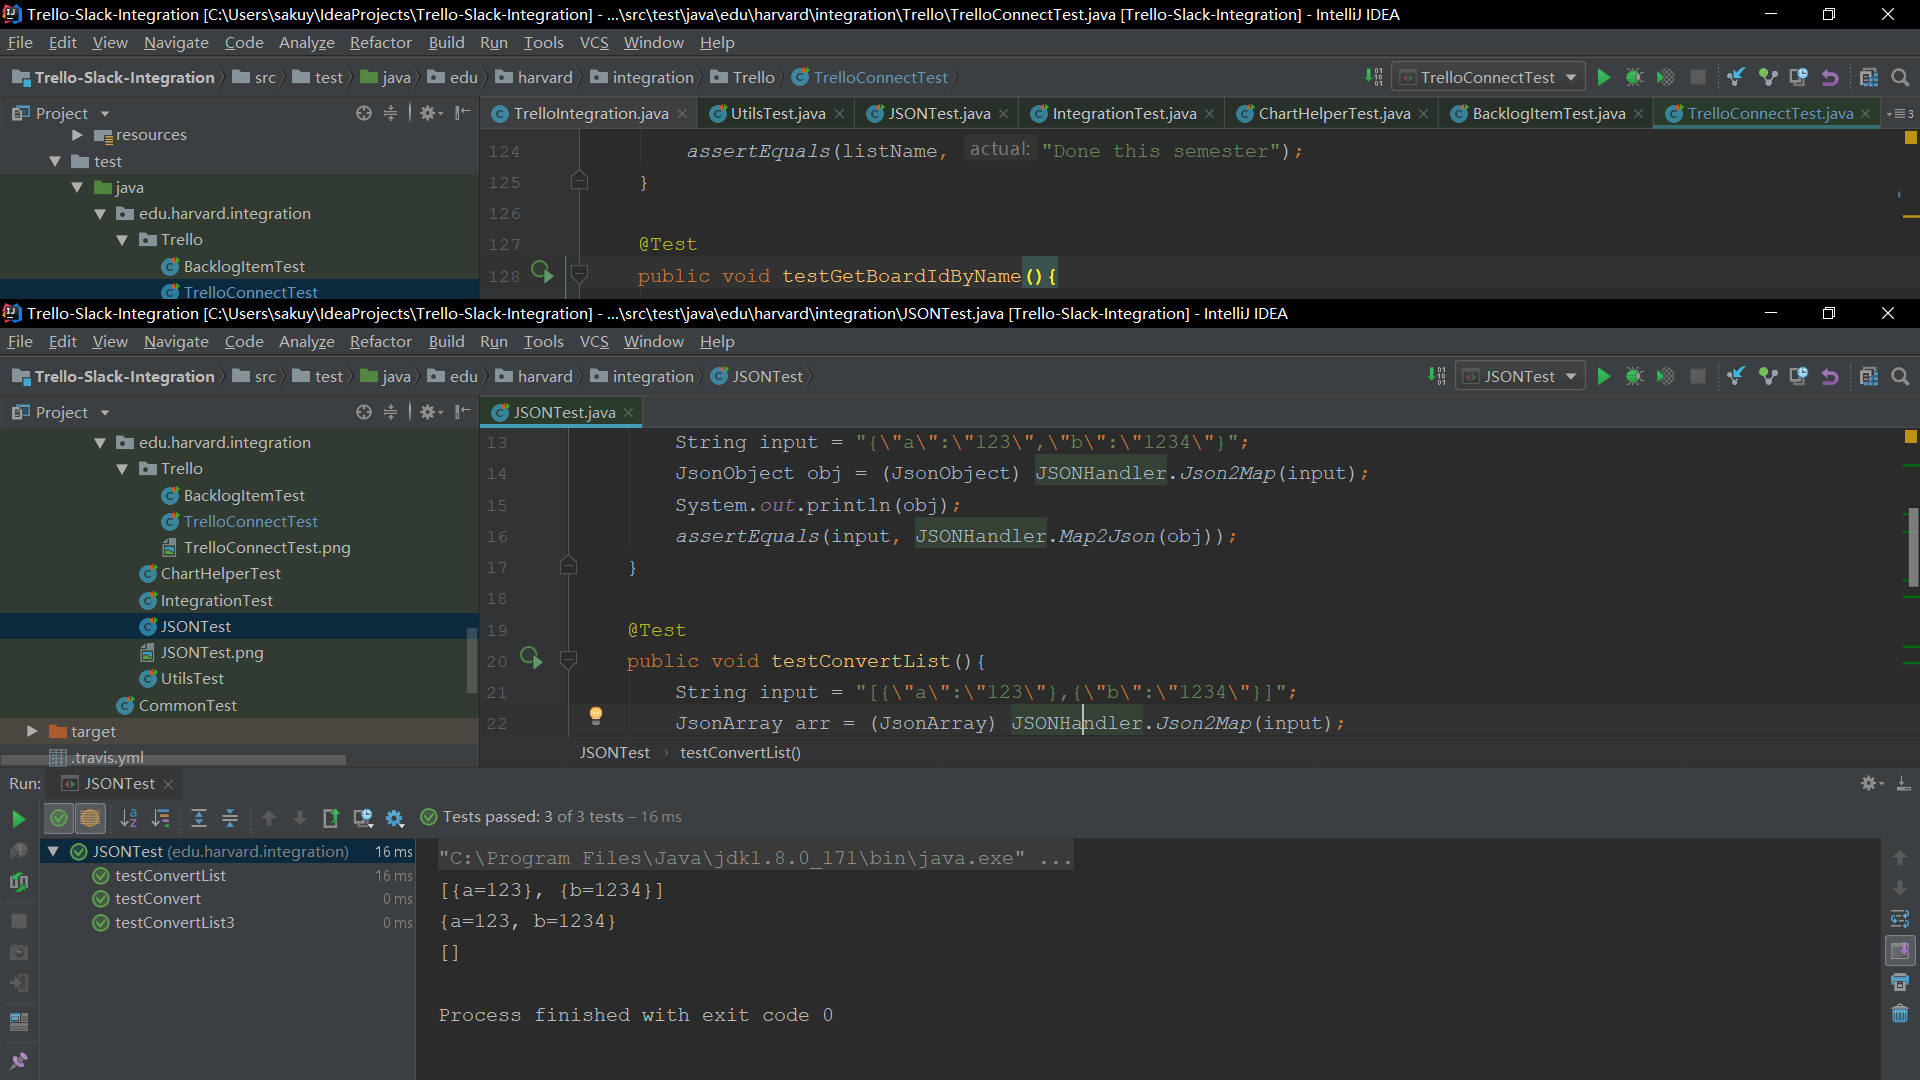 Trello-Slack-Integration [C:\Users\sakuy\IdeaProjects\Trello-Slack-Integration] - ...\src\test\java\edu\harvard\integration\Trello\TrelloConnectTest.java [Trello-Slack-Integration] - IntelliJ IDEA
File Edit View Navigate Code Analyze Refactor Build Run Tools VCS Window Help
Trello-Slack-Integration src test java edu harvard integration Trello TrelloConnectTest TrelloConnectTest
Project TrelloIntegration.java UtilsTest.java JSONTest.java IntegrationTest.java ChartHelperTest.java BacklogItemTest.java TrelloConnectTest.java 3
resources
test
java
edu.harvard.integration
Trello
BacklogItemTest
TrelloConnectTest
124 assertEquals(listName, actual: "Done this semester");
125 }
126
127 @Test
128 public void testGetBoardIdByName(){
Trello-Slack-Integration [C:\Users\sakuy\IdeaProjects\Trello-Slack-Integration] - ...\src\test\java\edu\harvard\integration\JSONTest.java [Trello-Slack-Integration] - IntelliJ IDEA
File Edit View Navigate Code Analyze Refactor Build Run Tools VCS Window Help
Trello-Slack-Integration src test java edu harvard integration JSONTest JSONTest
Project JSONTest.java
edu.harvard.integration
Trello
BacklogItemTest
TrelloConnectTest
TrelloConnectTest.png
ChartHelperTest
IntegrationTest
JSONTest
JSONTest.png
UtilsTest
CommonTest
target
.travis.yml
13 String input = "{\"a\":\"123\",\"b\":\"1234\"}";
14 JsonObject obj = (JsonObject) JSONHandler.Json2Map(input);
15 System.out.println(obj);
16 assertEquals(input, JSONHandler.Map2Json(obj));
17 }
18
19 @Test
20 public void testConvertList(){
21 String input = "[{\"a\":\"123\"},{\"b\":\"1234\"}]";
22 JsonArray arr = (JsonArray) JSONHandler.Json2Map(input);
JSONTest testConvertList()
Run: JSONTest
Tests passed: 3 of 3 tests – 16 ms
JSONTest (edu.harvard.integration) 16 ms
testConvertList 16 ms
testConvert 0 ms
testConvertList3 0 ms
"C:\Program Files\Java\jdk1.8.0_171\bin\java.exe" ...
[{a=123}, {b=1234}]
{a=123, b=1234}
[]
Process finished with exit code 0